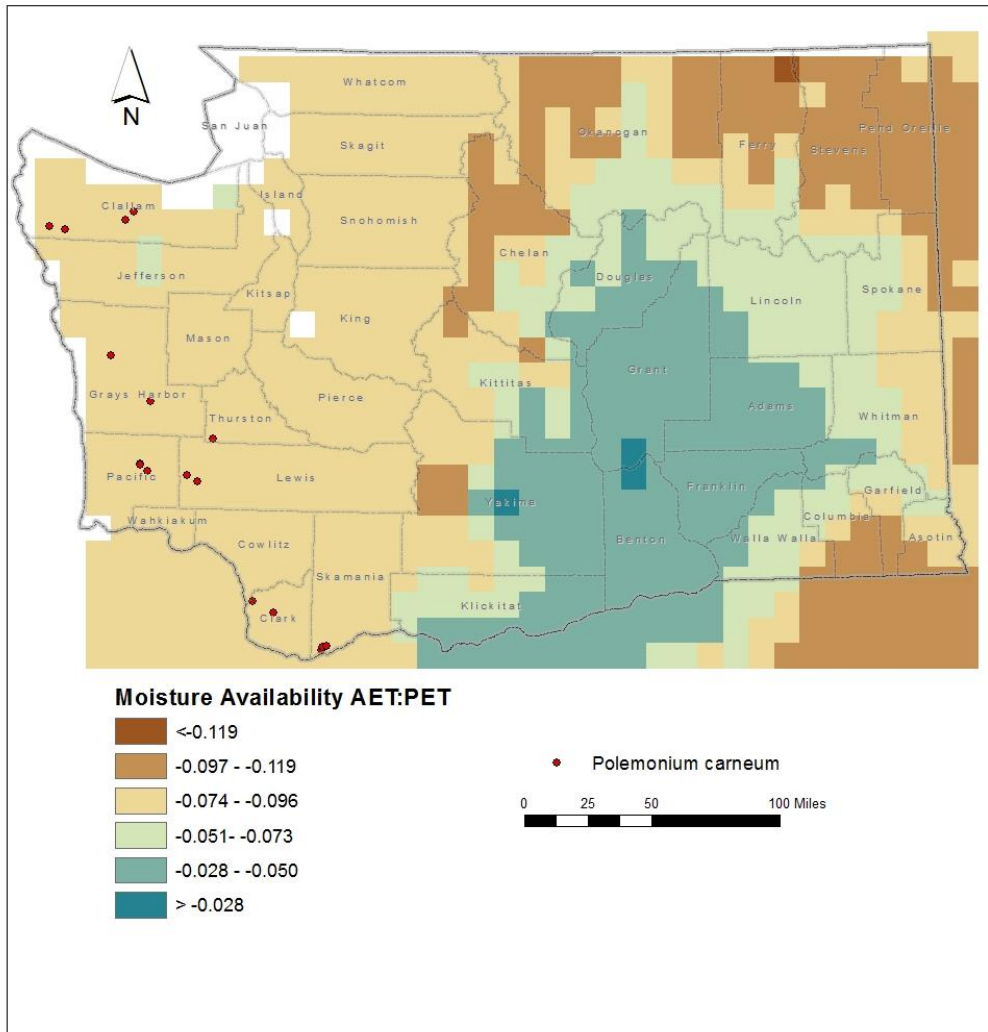 Whatcom
N
San Juan
Okanogan
Pend Oreille
Skagit
Ferry
Stevens
Island
Clallam
Snohomish
Chelan
Jefferson
Douglas
Kitsap
Lincoln
Spokane
King
Mason
Grant
Kittitas
Grays Harbor
Pierce
Adams
Thurston
Whitman
Pacific
Lewis
Franklin
Garfield
Yakima
Columbia
Wahkiakum
Benton
Walla Walla
Asotin
Cowlitz
Skamania
Klickitat
Clark
Moisture Availability AET:PET
<-0.119
-0.097 - -0.119
-0.074 - -0.096
-0.051- -0.073
-0.028 - -0.050
> -0.028
Polemonium carneum
0 25 50 100 Miles